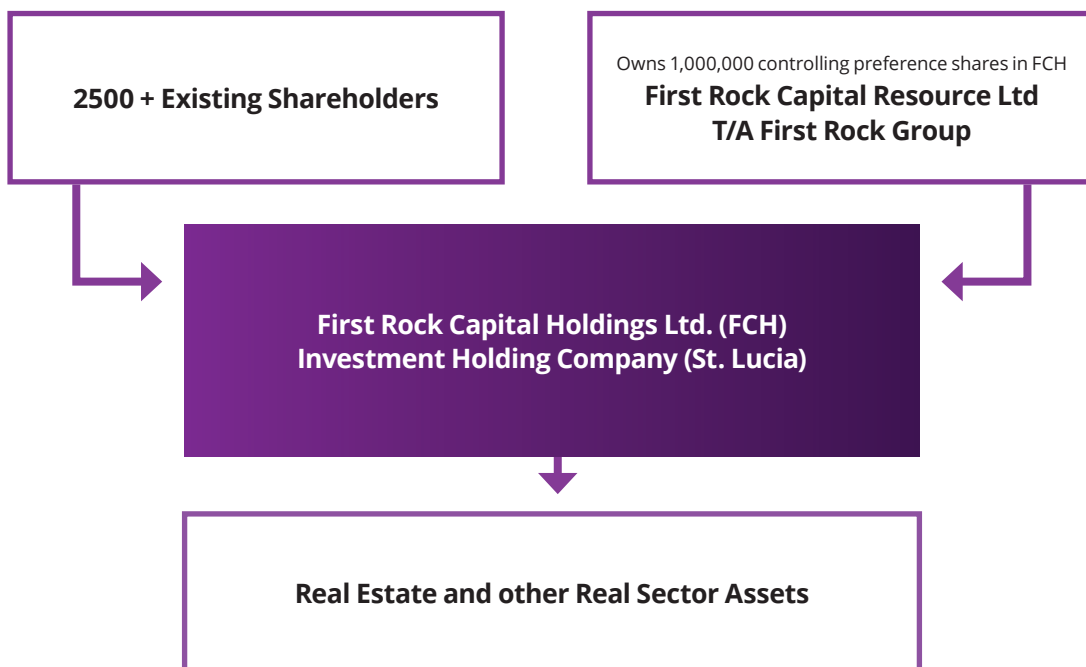 2500 + Existing Shareholders
Owns 1,000,000 controlling preference shares in FCH
First Rock Capital Resource Ltd
T/A First Rock Group
First Rock Capital Holdings Ltd. (FCH)
Investment Holding Company (St. Lucia)
Real Estate and other Real Sector Assets